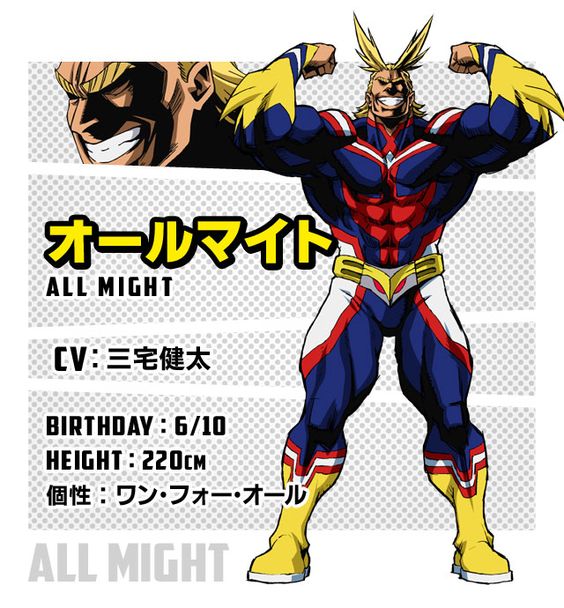 オールマイト
ALL MIGHT
CV：三宅健太
BIRTHDAY：6/10
HEIGHT：220CM
個性：ワン・フォー・オール
ALL MIGHT